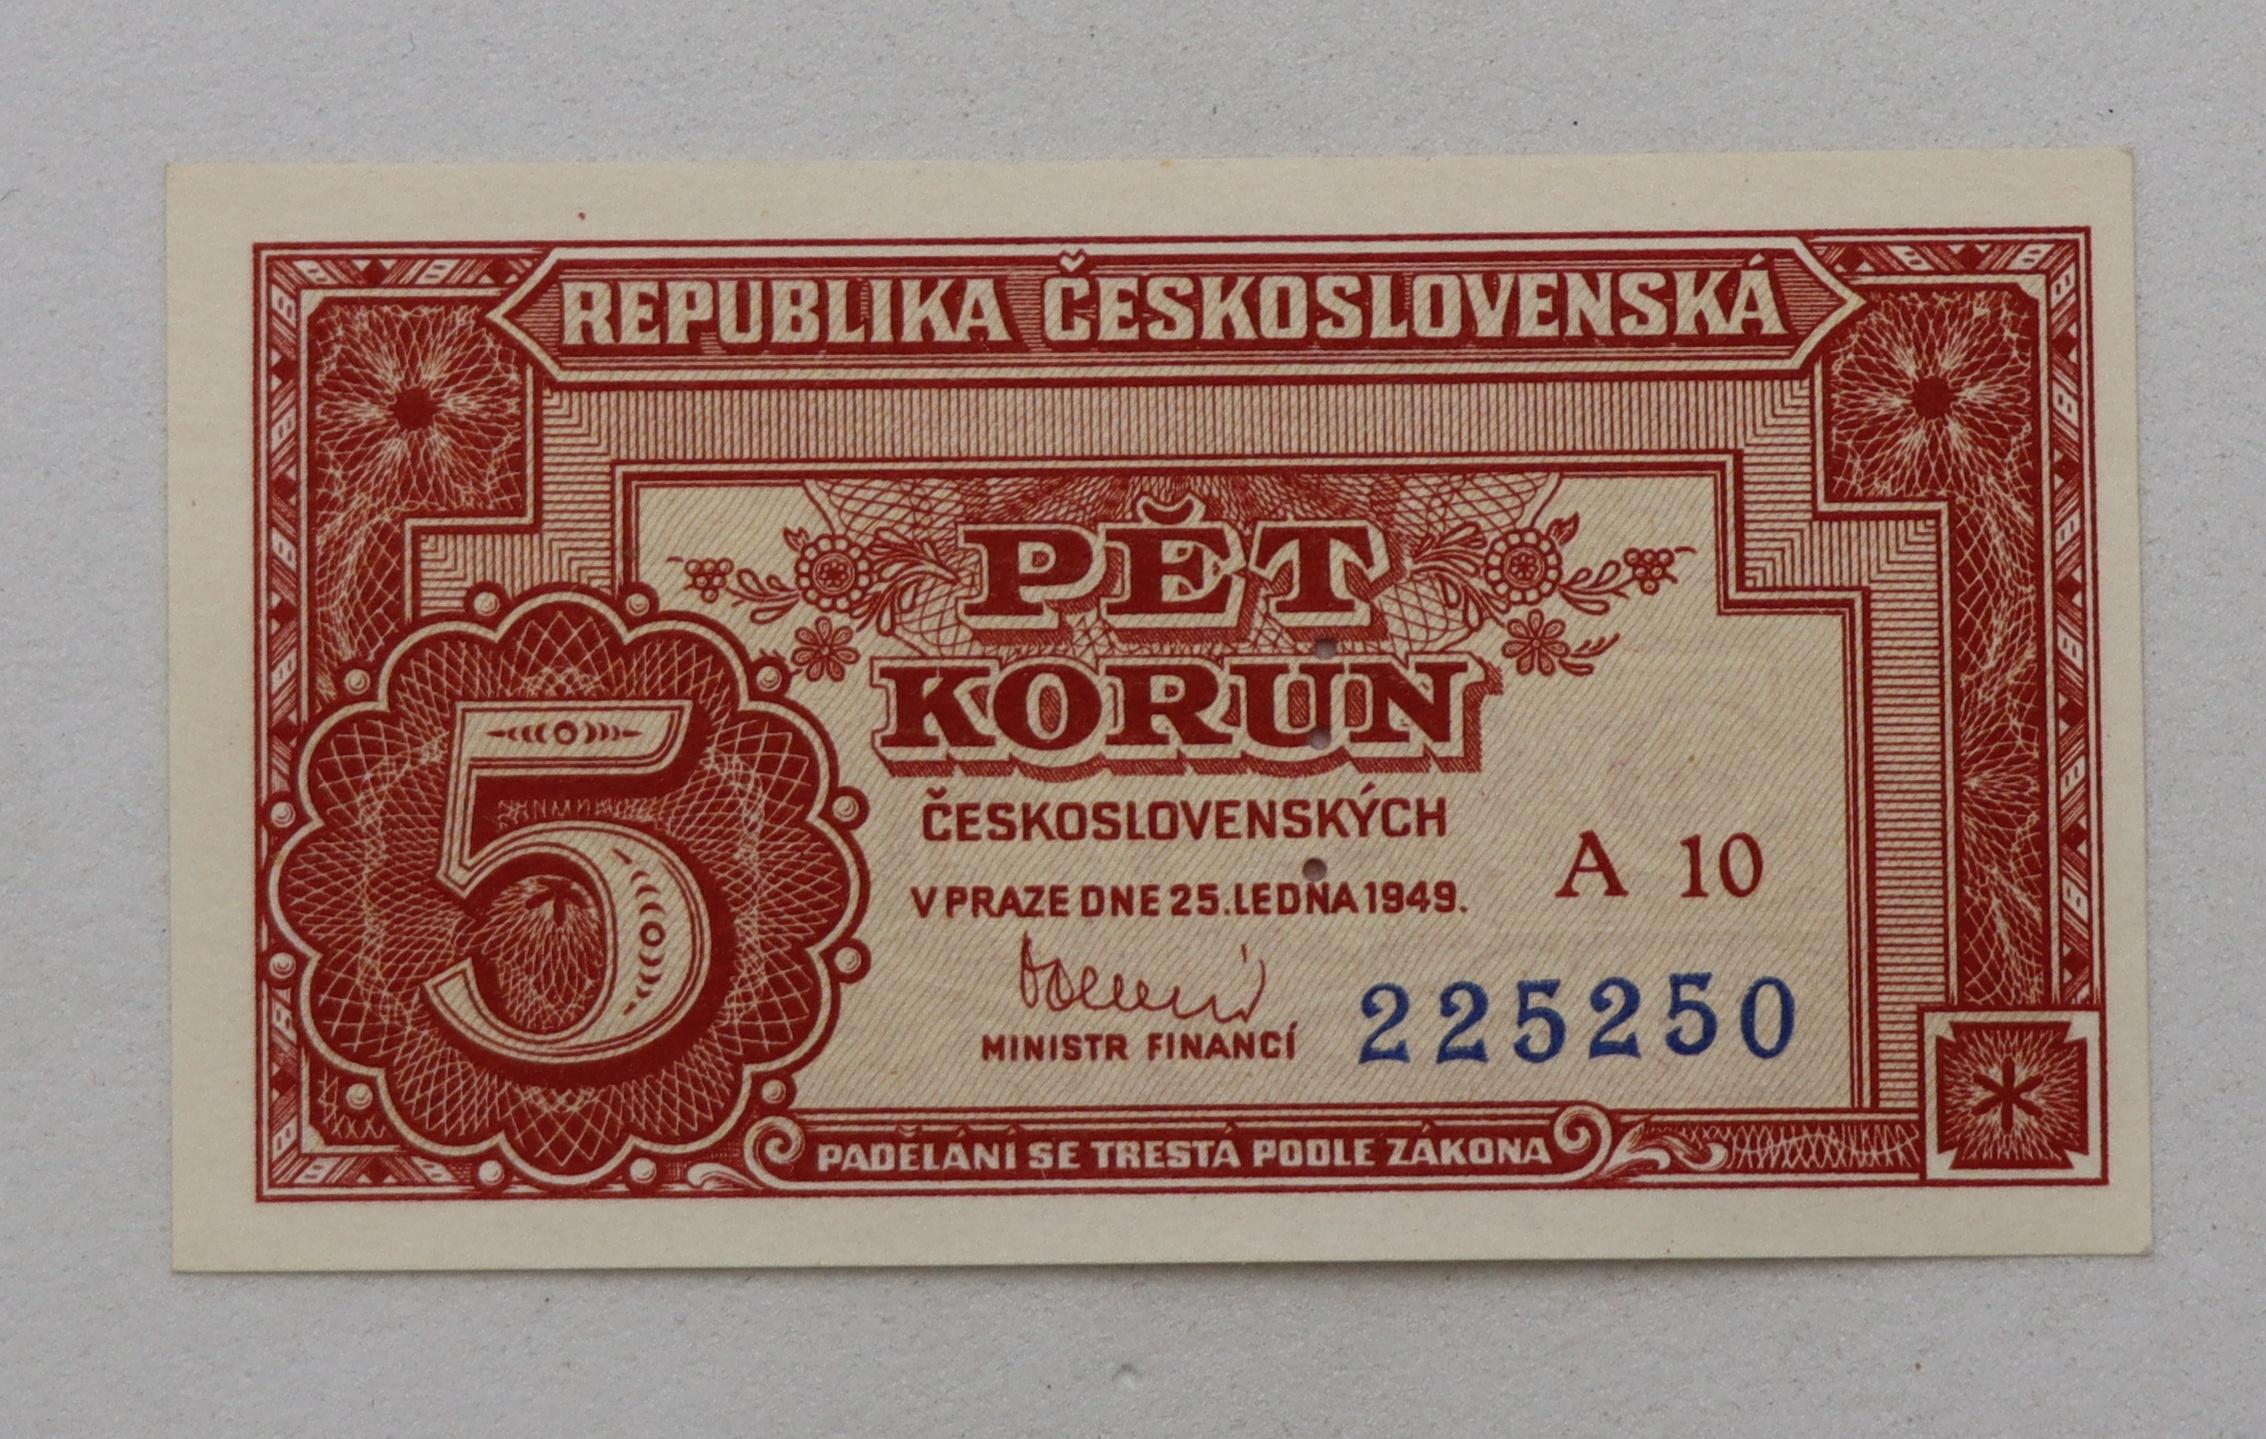 REPUBLIKA ČESKOSLOVENSKÁ
PĚT
KORUN
ČESKOSLOVENSKÝCH
V PRAZE DNE 25. LEDNA 1949.
A 10
MINISTR FINANCÍ
225250
5
PADĚLÁNÍ SE TRESTÁ PODLE ZÁKONA